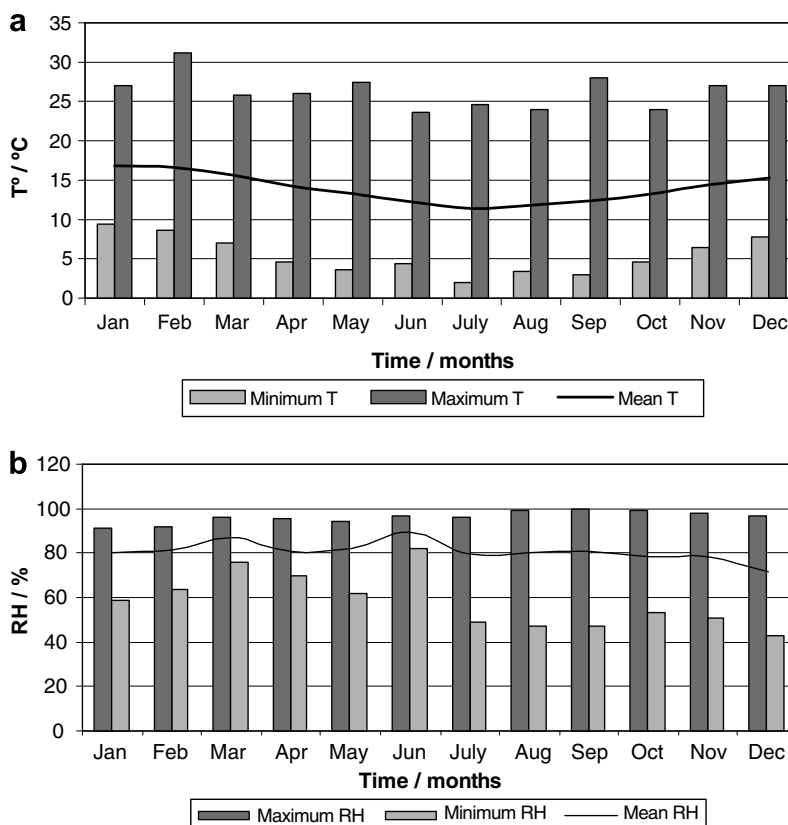 a
35
30
25
20
15
10
5
0
T° / °C
Jan Feb Mar Apr May Jun July Aug Sep Oct Nov Dec
Time / months
Minimum T Maximum T Mean T
b
120
100
80
60
40
20
0
RH / %
Jan Feb Mar Apr May Jun July Aug Sep Oct Nov Dec
Time / months
Maximum RH Minimum RH Mean RH